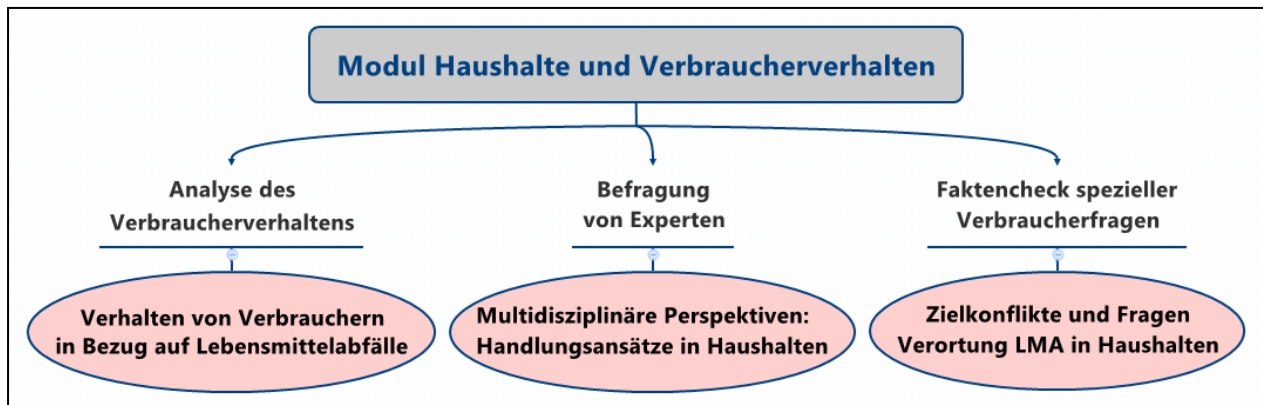 Modul Haushalte und Verbraucherverhalten
Analyse des
Verbraucherverhaltens
Befragung
von Experten
Faktencheck spezieller
Verbraucherfragen
Verhalten von Verbrauchern
in Bezug auf Lebensmittelabfälle
Multidisziplinäre Perspektiven:
Handlungsansätze in Haushalten
Zielkonflikte und Fragen
Verortung LMA in Haushalten